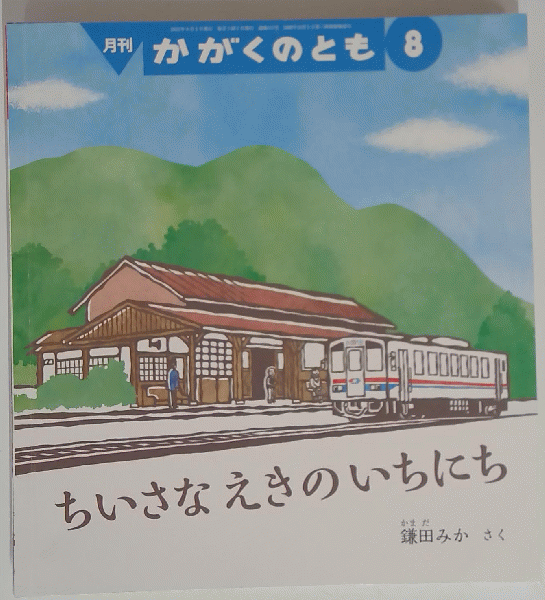 月刊 かがくのとも 8
ちいさなえきのいちにち
かまだ
鎌田みか さく